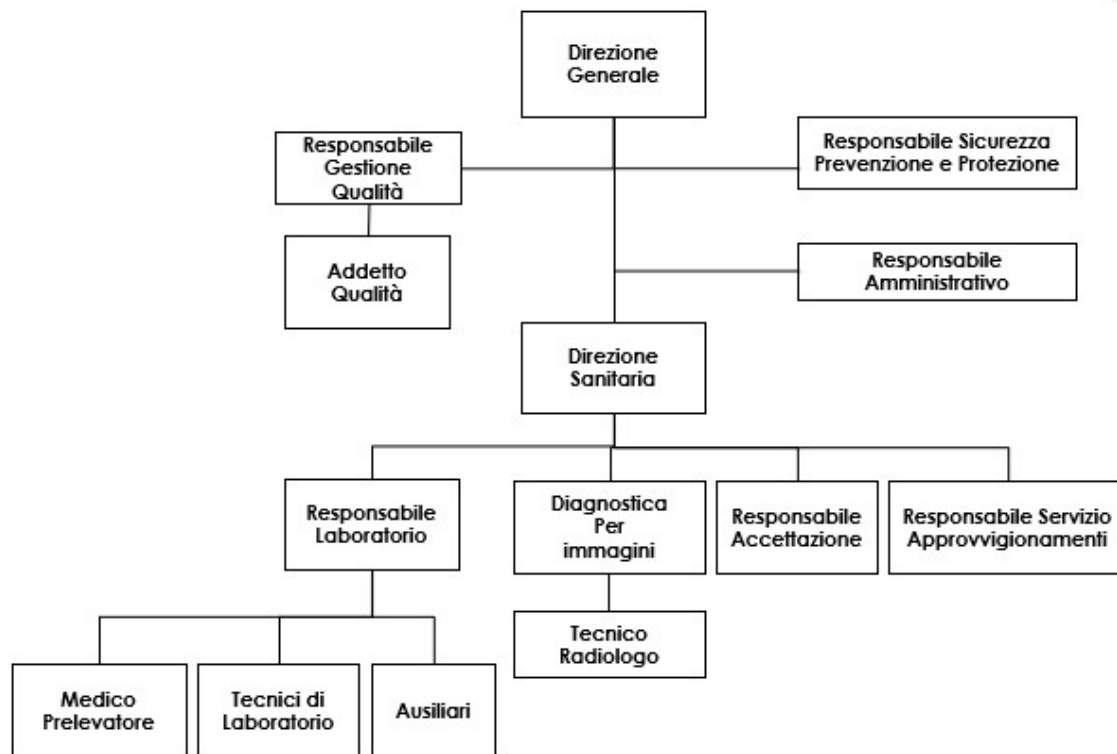 Direzione
Generale
Responsabile
Gestione
Qualità
Responsabile Sicurezza
Prevenzione e Protezione
Addetto
Qualità
Responsabile
Amministrativo
Direzione
Sanitaria
Responsabile
Laboratorio
Diagnostica
Per
immagini
Responsabile
Accettazione
Responsabile Servizio
Approvvigionamenti
Tecnico
Radiologo
Medico
Prelevatore
Tecnici di
Laboratorio
Ausiliari